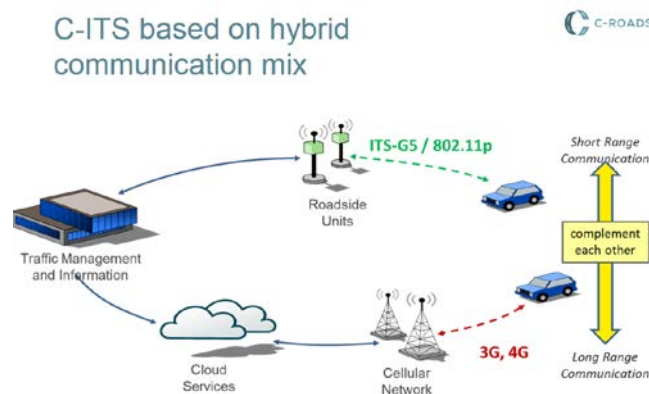 C-ITS based on hybrid
communication mix
C-ROADS
ITS-G5 / 802.11p
Short Range
Communication
Roadside
Units
Traffic Management
and Information
complement
each other
3G, 4G
Cloud
Services
Cellular
Network
Long Range
Communication